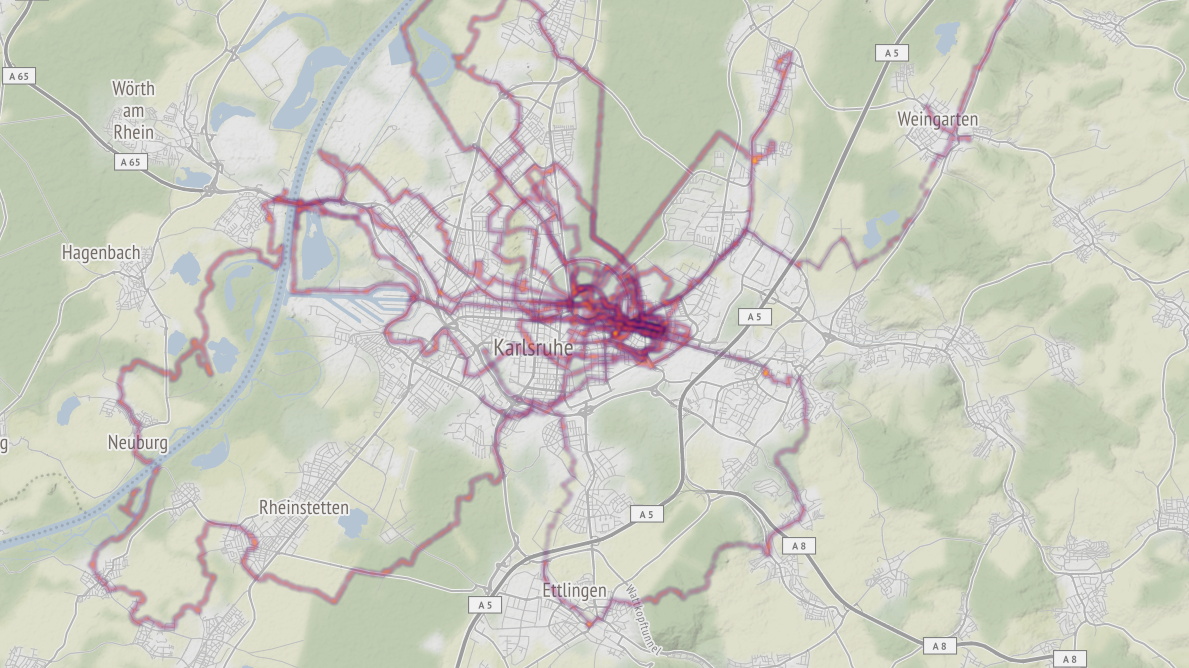 A 5
A 65
Wörth
am
Rhein
Weingarten
A 65
Hagenbach
A 5
Karlsruhe
Neuburg
g
Rheinstetten
A 5
A 8
Ettlingen
Wattkopftunnel
A 5
A 8
A 8